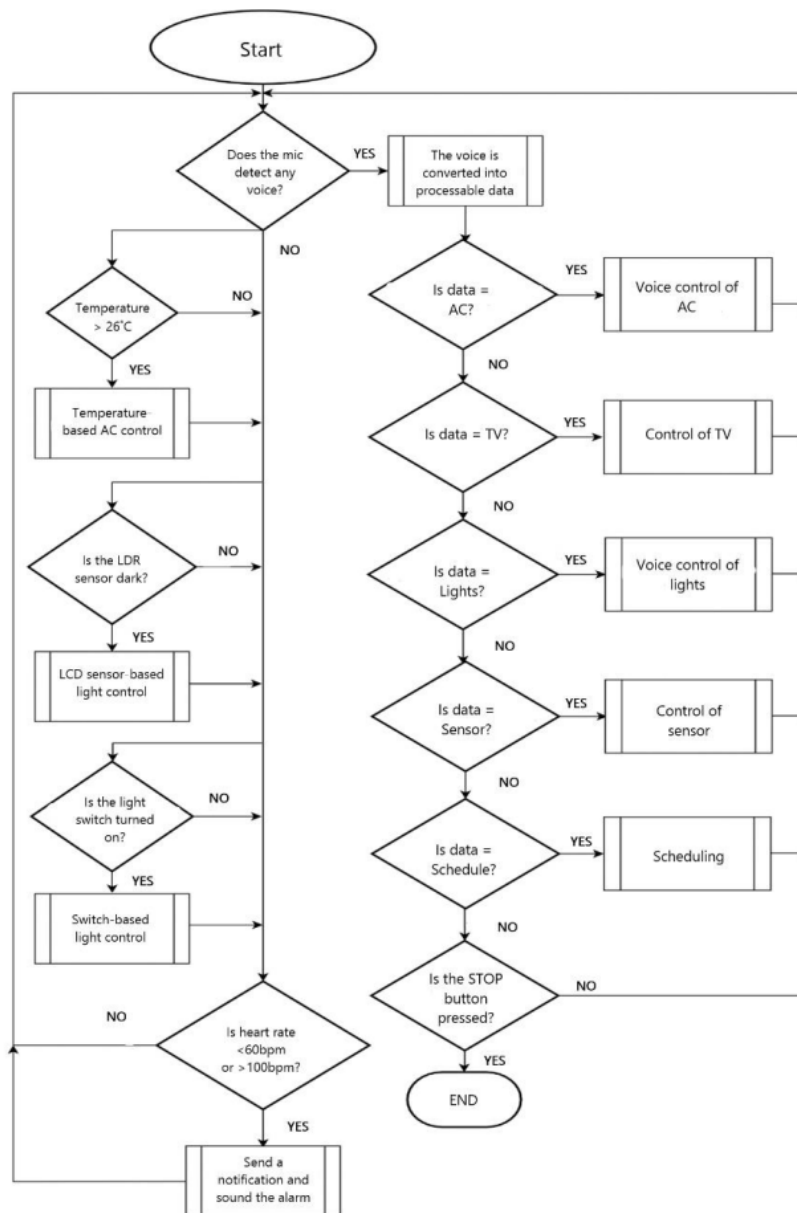 Start
Does the mic
detect any
voice?
YES
The voice is
converted into
processable data
NO
Temperature
> 26°C
NO
YES
Temperature-
based AC control
Is the LDR
sensor dark?
NO
YES
LCD sensor-based
light control
Is the light
switch turned
on?
NO
YES
Switch-based
light control
Is heart rate
<60bpm
or >100bpm?
NO
YES
Send a
notification and
sound the alarm
Is data =
AC?
YES
Voice control of
AC
NO
Is data = TV?
YES
Control of TV
NO
Is data =
Lights?
YES
Voice control of
lights
NO
Is data =
Sensor?
YES
Control of
sensor
NO
Is data =
Schedule?
YES
Scheduling
NO
Is the STOP
button
pressed?
NO
YES
END